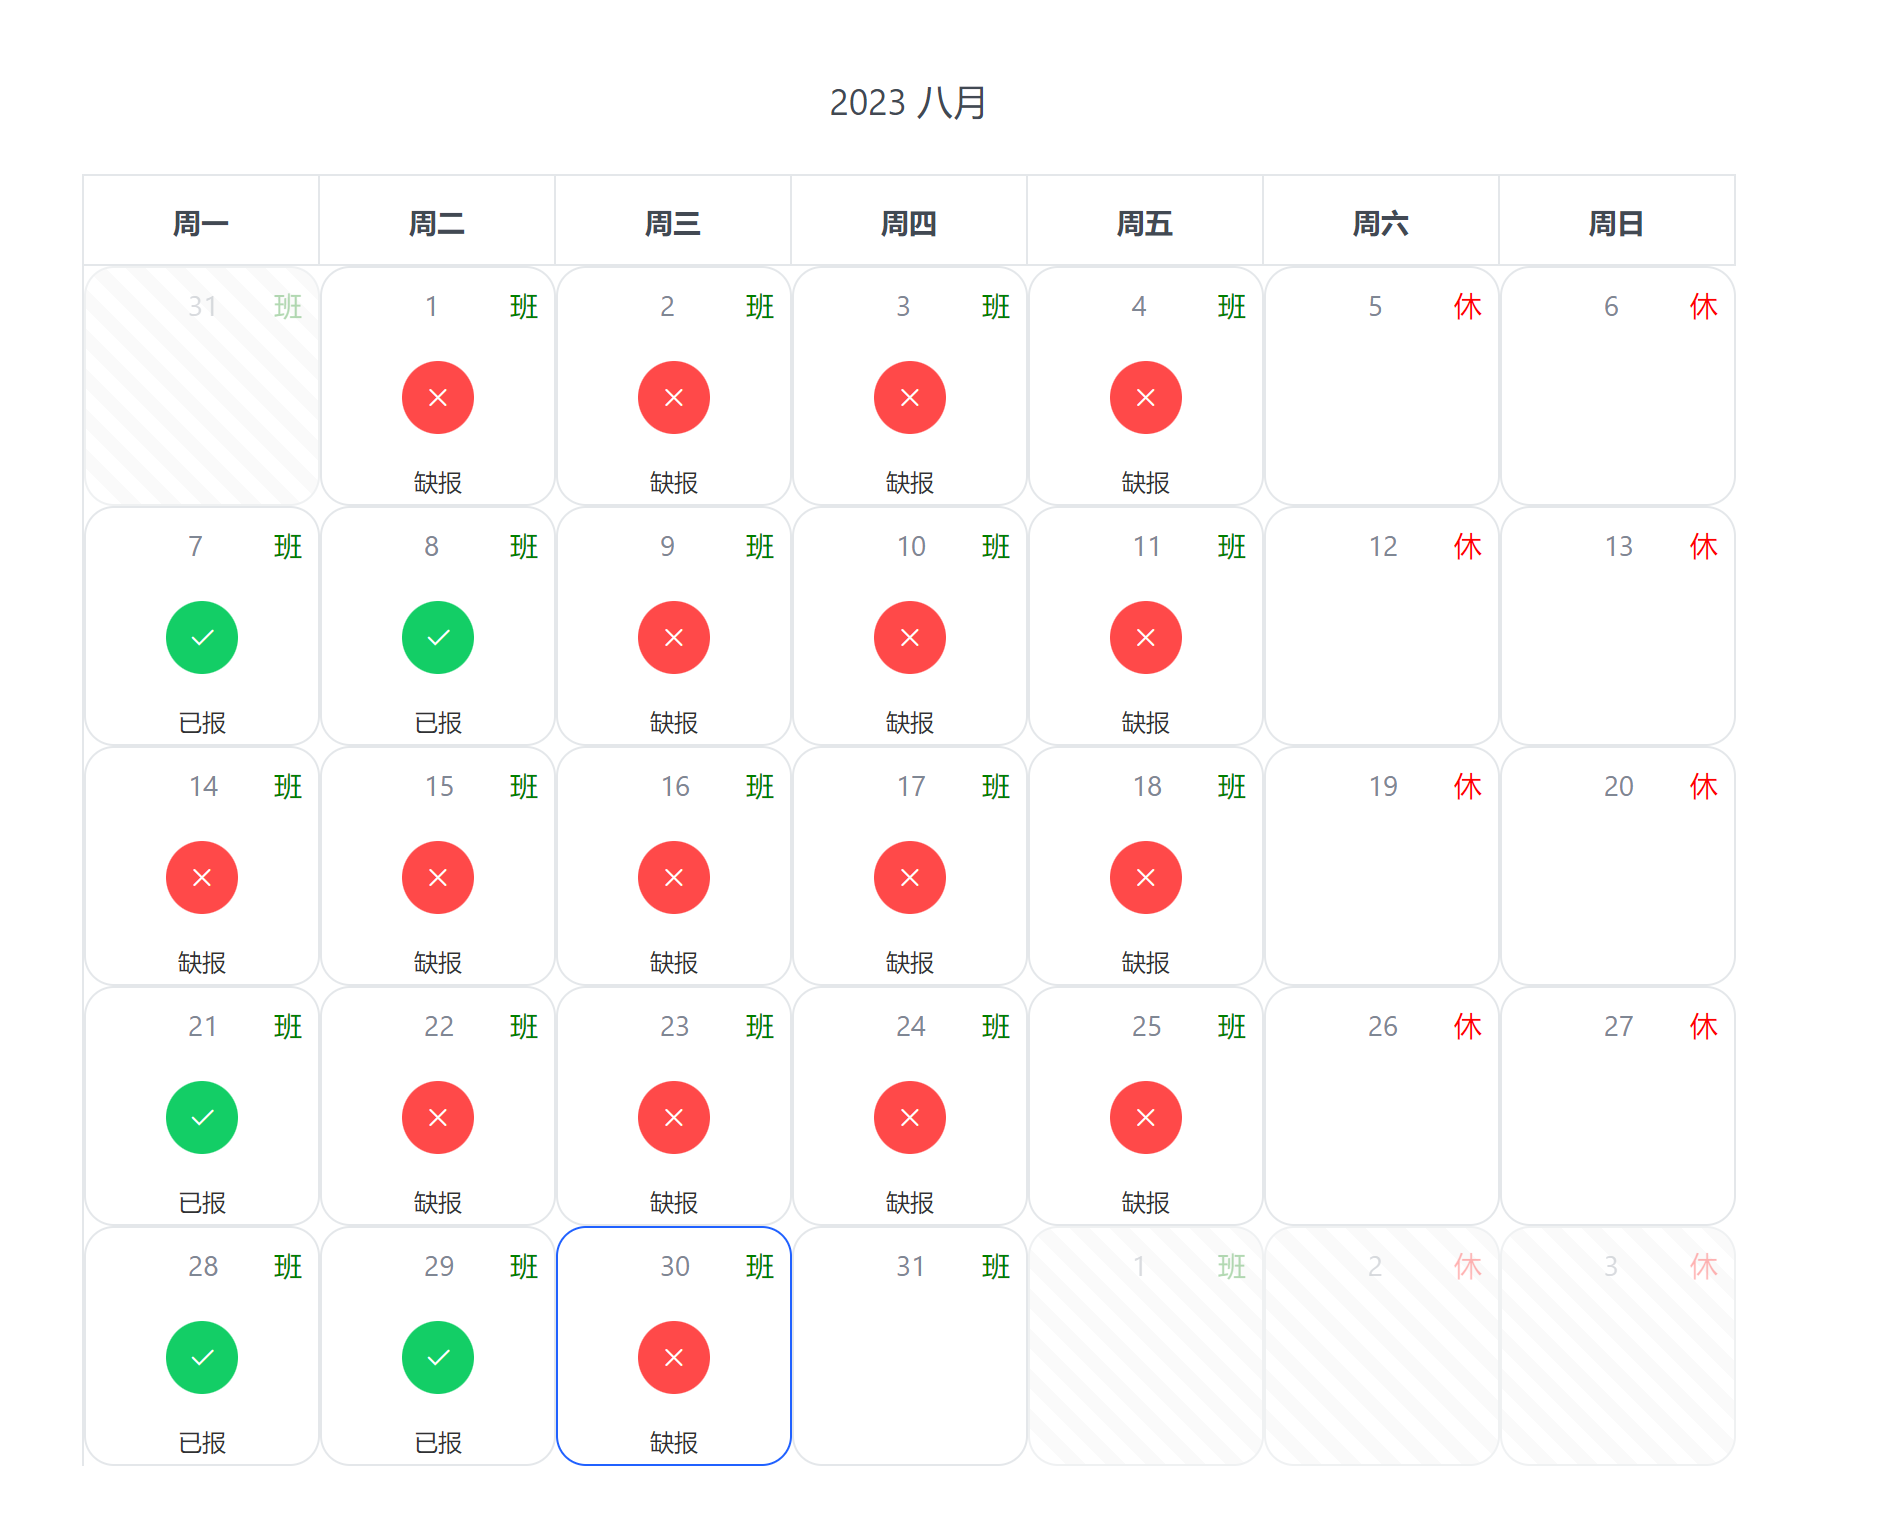 2023 八月
周一 周二 周三 周四 周五 周六 周日
31 班 1 班 2 班 3 班 4 班 5 休 6 休
缺报 缺报 缺报 缺报
7 班 8 班 9 班 10 班 11 班 12 休 13 休
已报 已报 缺报 缺报 缺报
14 班 15 班 16 班 17 班 18 班 19 休 20 休
缺报 缺报 缺报 缺报 缺报
21 班 22 班 23 班 24 班 25 班 26 休 27 休
已报 缺报 缺报 缺报 缺报
28 班 29 班 30 班 31 班 1 班 2 休 3 休
已报 已报 缺报